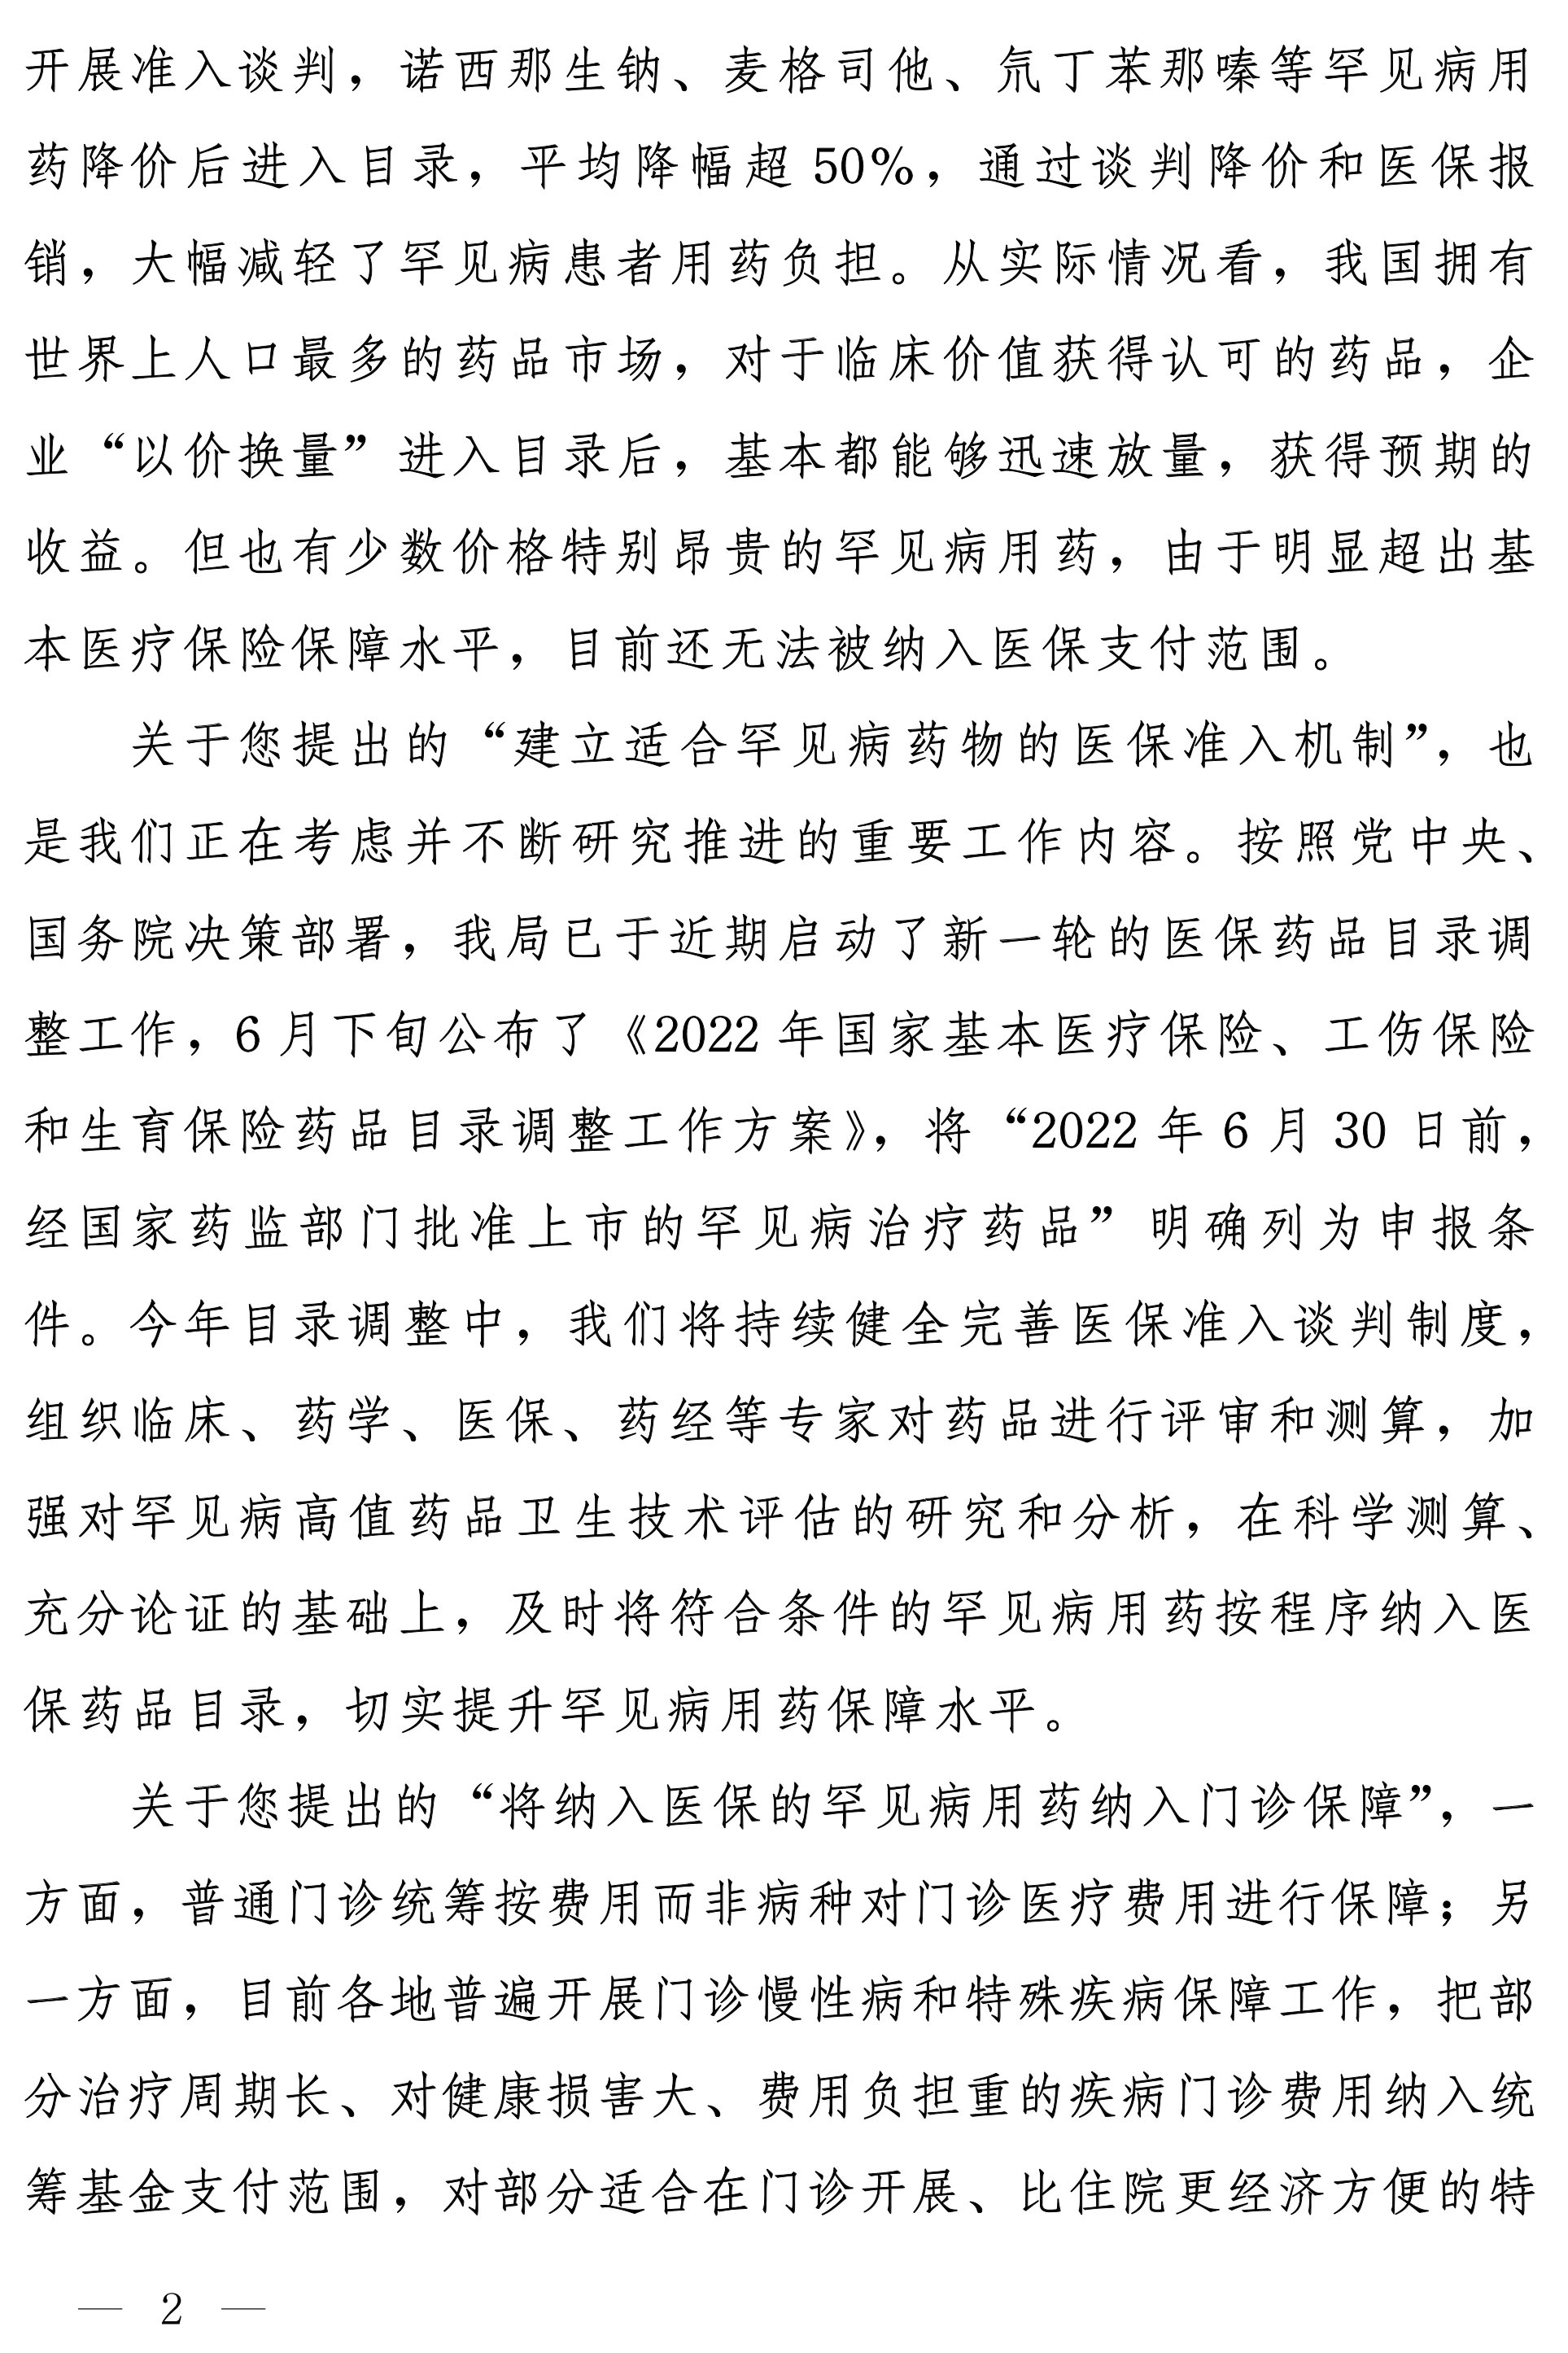 开展准入谈判，诺西那生钠、麦格司他、氘丁苯那嗪等罕见病用
药降价后进入目录，平均降幅超 50%，通过谈判降价和医保报
销，大幅减轻了罕见病患者用药负担。从实际情况看，我国拥有
世界上人口最多的药品市场，对于临床价值获得认可的药品，企
业“以价换量”进入目录后，基本都能够迅速放量，获得预期的
收益。但也有少数价格特别昂贵的罕见病用药，由于明显超出基
本医疗保险保障水平，目前还无法被纳入医保支付范围。
关于您提出的“建立适合罕见病药物的医保准入机制”，也
是我们正在考虑并不断研究推进的重要工作内容。按照党中央、
国务院决策部署，我局已于近期启动了新一轮的医保药品目录调
整工作，6 月下旬公布了《2022 年国家基本医疗保险、工伤保险
和生育保险药品目录调整工作方案》，将“2022 年 6 月 30 日前，
经国家药监部门批准上市的罕见病治疗药品”明确列为申报条
件。今年目录调整中，我们将持续健全完善医保准入谈判制度，
组织临床、药学、医保、药经等专家对药品进行评审和测算，加
强对罕见病高值药品卫生技术评估的研究和分析，在科学测算、
充分论证的基础上，及时将符合条件的罕见病用药按程序纳入医
保药品目录，切实提升罕见病用药保障水平。
关于您提出的“将纳入医保的罕见病用药纳入门诊保障”，一
方面，普通门诊统筹按费用而非病种对门诊医疗费用进行保障；另
一方面，目前各地普遍开展门诊慢性病和特殊疾病保障工作，把部
分治疗周期长、对健康损害大、费用负担重的疾病门诊费用纳入统
筹基金支付范围，对部分适合在门诊开展、比住院更经济方便的特
— 2 —